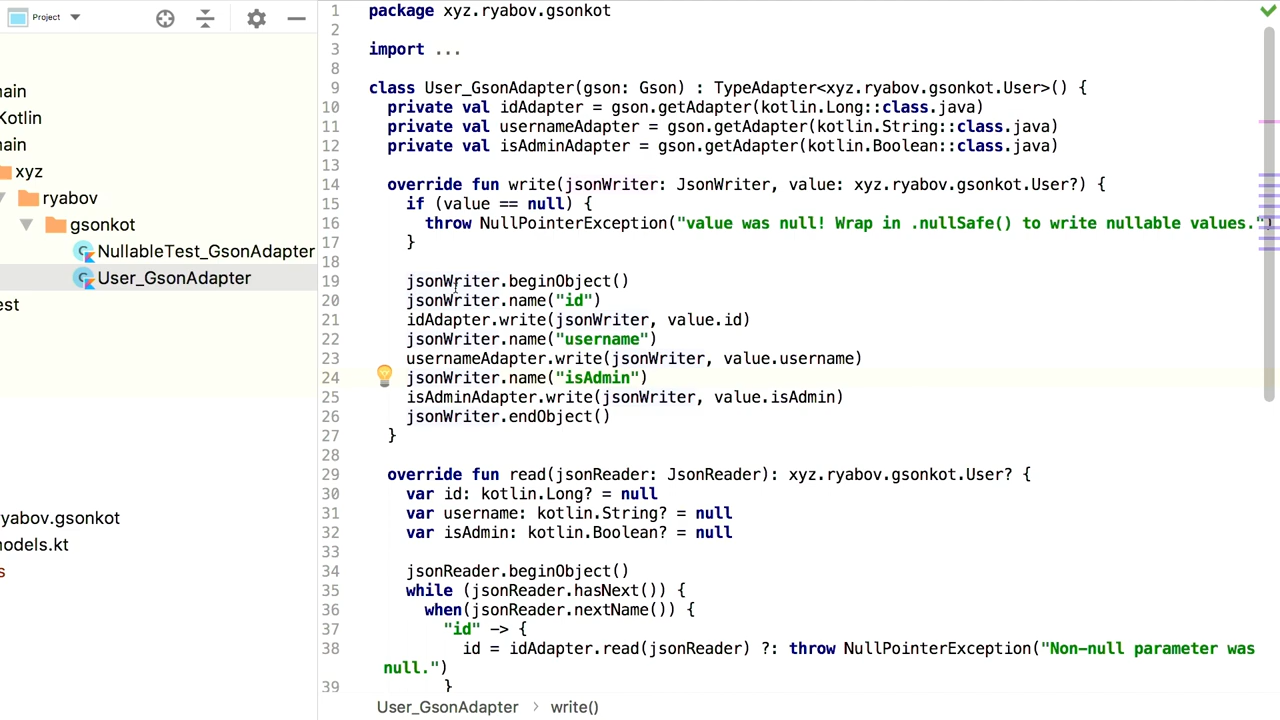 Project
ain
Kotlin
ain
xyz
ryabov
gsonkot
NullableTest_GsonAdapter
User_GsonAdapter
est
yabov.gsonkot
odels.kt
s
1 package xyz.ryabov.gsonkot
2
3 import ...
8
9 class User_GsonAdapter(gson: Gson) : TypeAdapter<xyz.ryabov.gsonkot.User>() {
10 private val idAdapter = gson.getAdapter(kotlin.Long::class.java)
11 private val usernameAdapter = gson.getAdapter(kotlin.String::class.java)
12 private val isAdminAdapter = gson.getAdapter(kotlin.Boolean::class.java)
13
14 override fun write(jsonWriter: JsonWriter, value: xyz.ryabov.gsonkot.User?) {
15 if (value == null) {
16 throw NullPointerException("value was null! Wrap in .nullSafe() to write nullable values.")
17 }
18
19 jsonWriter.beginObject()
20 jsonWriter.name("id")
21 idAdapter.write(jsonWriter, value.id)
22 jsonWriter.name("username")
23 usernameAdapter.write(jsonWriter, value.username)
24 jsonWriter.name("isAdmin")
25 isAdminAdapter.write(jsonWriter, value.isAdmin)
26 jsonWriter.endObject()
27 }
28
29 override fun read(jsonReader: JsonReader): xyz.ryabov.gsonkot.User? {
30 var id: kotlin.Long? = null
31 var username: kotlin.String? = null
32 var isAdmin: kotlin.Boolean? = null
33
34 jsonReader.beginObject()
35 while (jsonReader.hasNext()) {
36 when(jsonReader.nextName()) {
37 "id" -> {
38 id = idAdapter.read(jsonReader) ?: throw NullPointerException("Non-null parameter was
null.")
39 }
User_GsonAdapter > write()